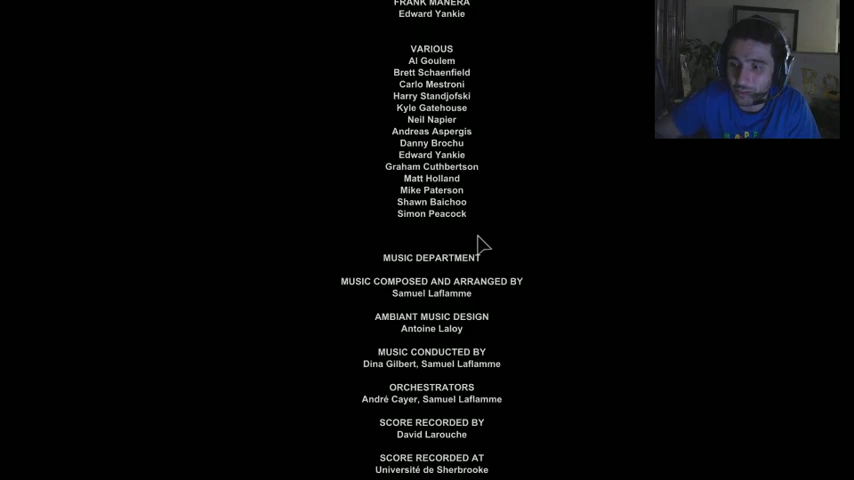 FRANK MANERA
Edward Yankie
VARIOUS
Al Goulem
Brett Schaenfield
Carlo Mestroni
Harry Standjofski
Kyle Gatehouse
Neil Napier
Andreas Aspergis
Danny Brochu
Edward Yankie
Graham Cuthbertson
Matt Holland
Mike Paterson
Shawn Baichoo
Simon Peacock
MUSIC DEPARTMENT
MUSIC COMPOSED AND ARRANGED BY
Samuel Laflamme
AMBIANT MUSIC DESIGN
Antoine Laloy
MUSIC CONDUCTED BY
Dina Gilbert, Samuel Laflamme
ORCHESTRATORS
André Cayer, Samuel Laflamme
SCORE RECORDED BY
David Larouche
SCORE RECORDED AT
Université de Sherbrooke